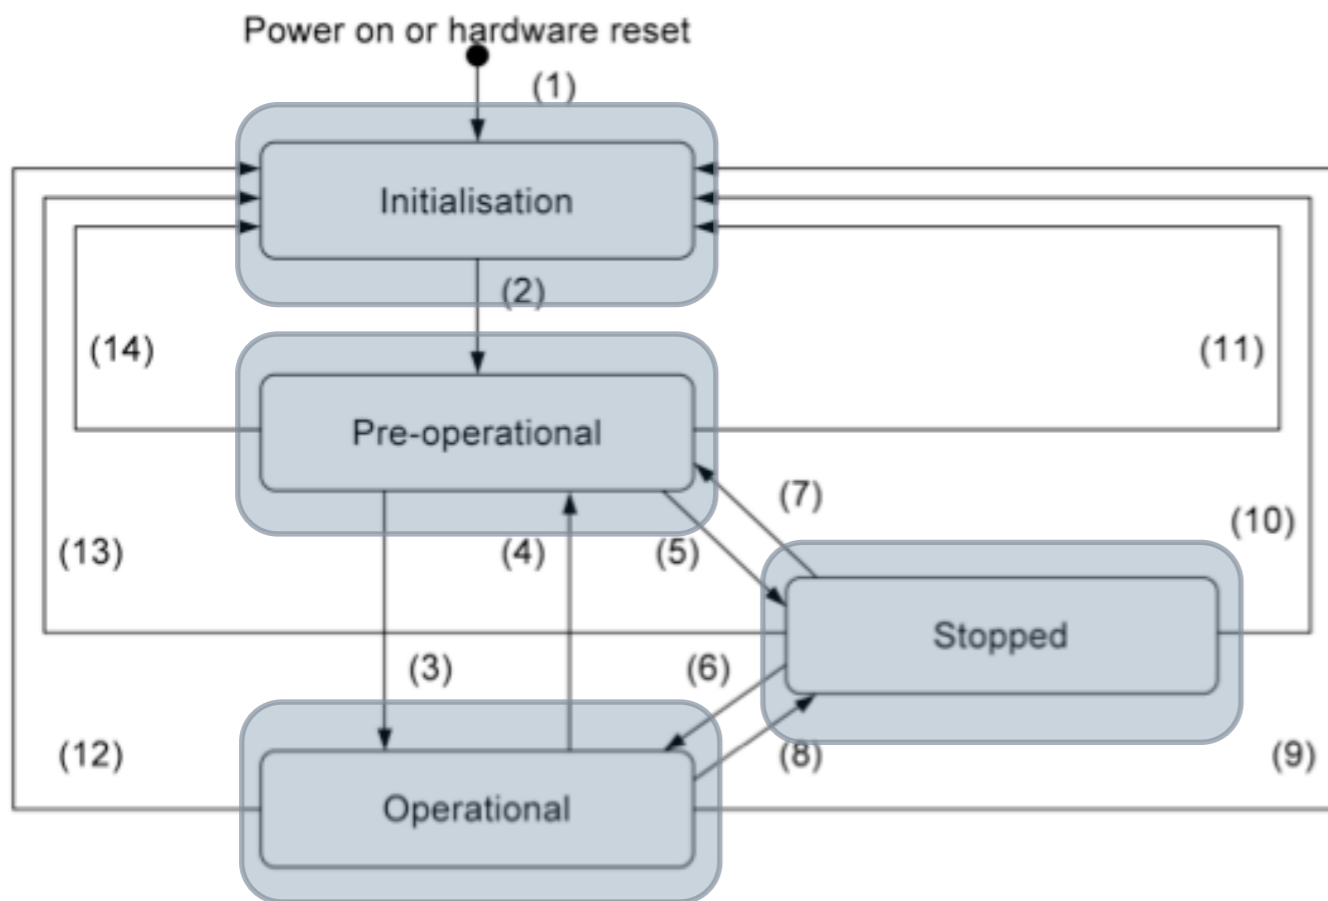 Power on or hardware reset
(1)
Initialisation
(2)
(14)
(11)
Pre-operational
(7)
(10)
(13)
(4)
(5)
Stopped
(3)
(6)
(12)
(8)
(9)
Operational